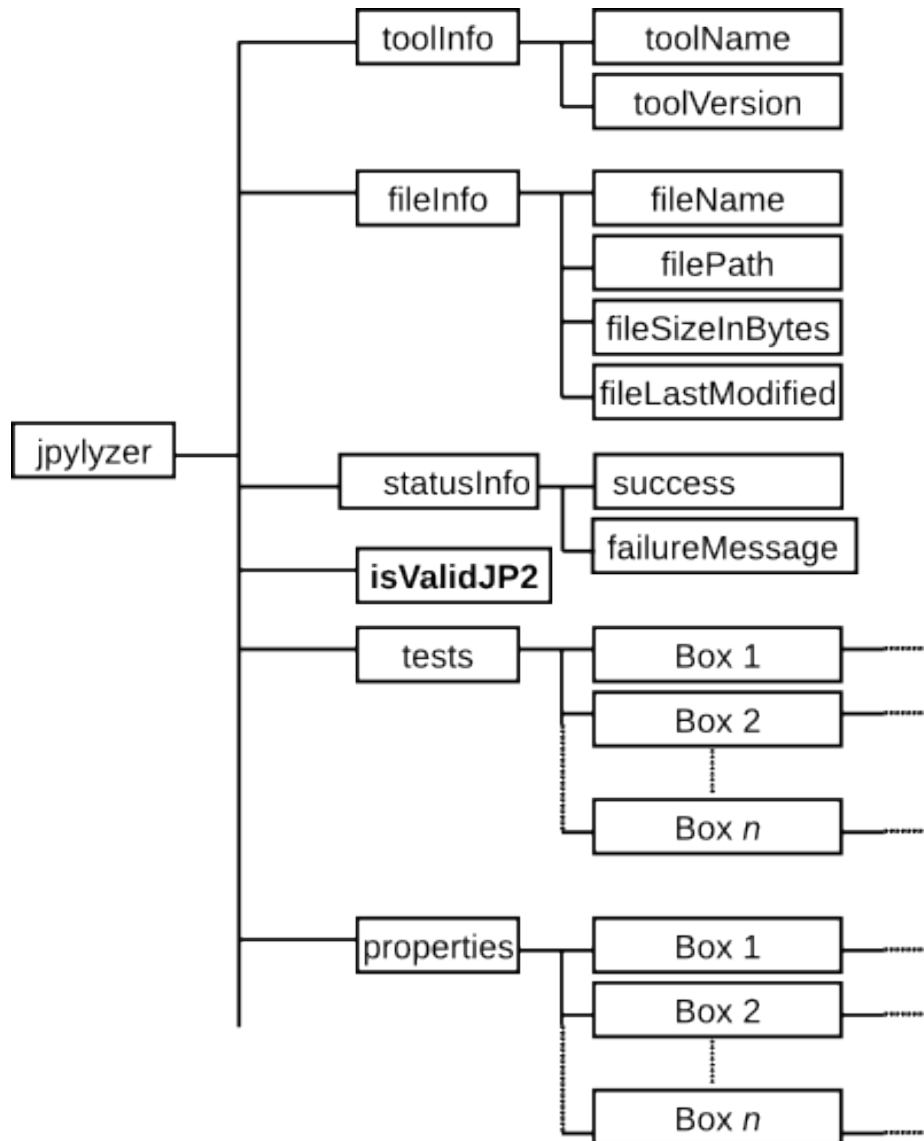 toolInfo
toolName
toolVersion
fileInfo
fileName
filePath
fileSizeInBytes
fileLastModified
jpylyzer
statusInfo
success
failureMessage
isValidJP2
tests
Box 1
Box 2
Box n
properties
Box 1
Box 2
Box n